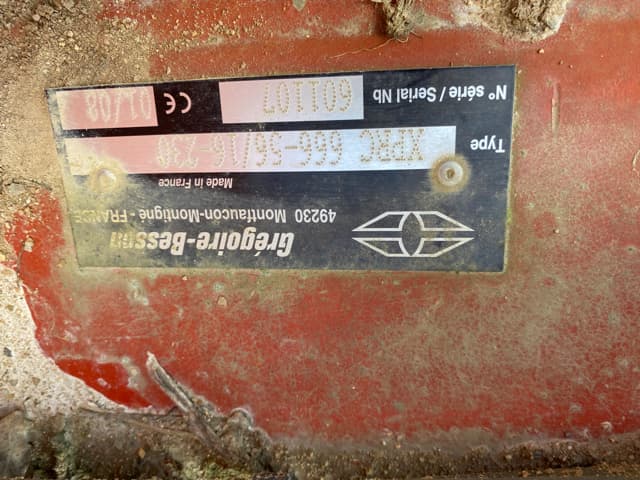 Grégoire-Besson
49230 Montfaucon-Montigné - FRANCE
Made in France
Type XPRC 666-56/16-230
N° série / Serial Nb 601107 CE 01/08